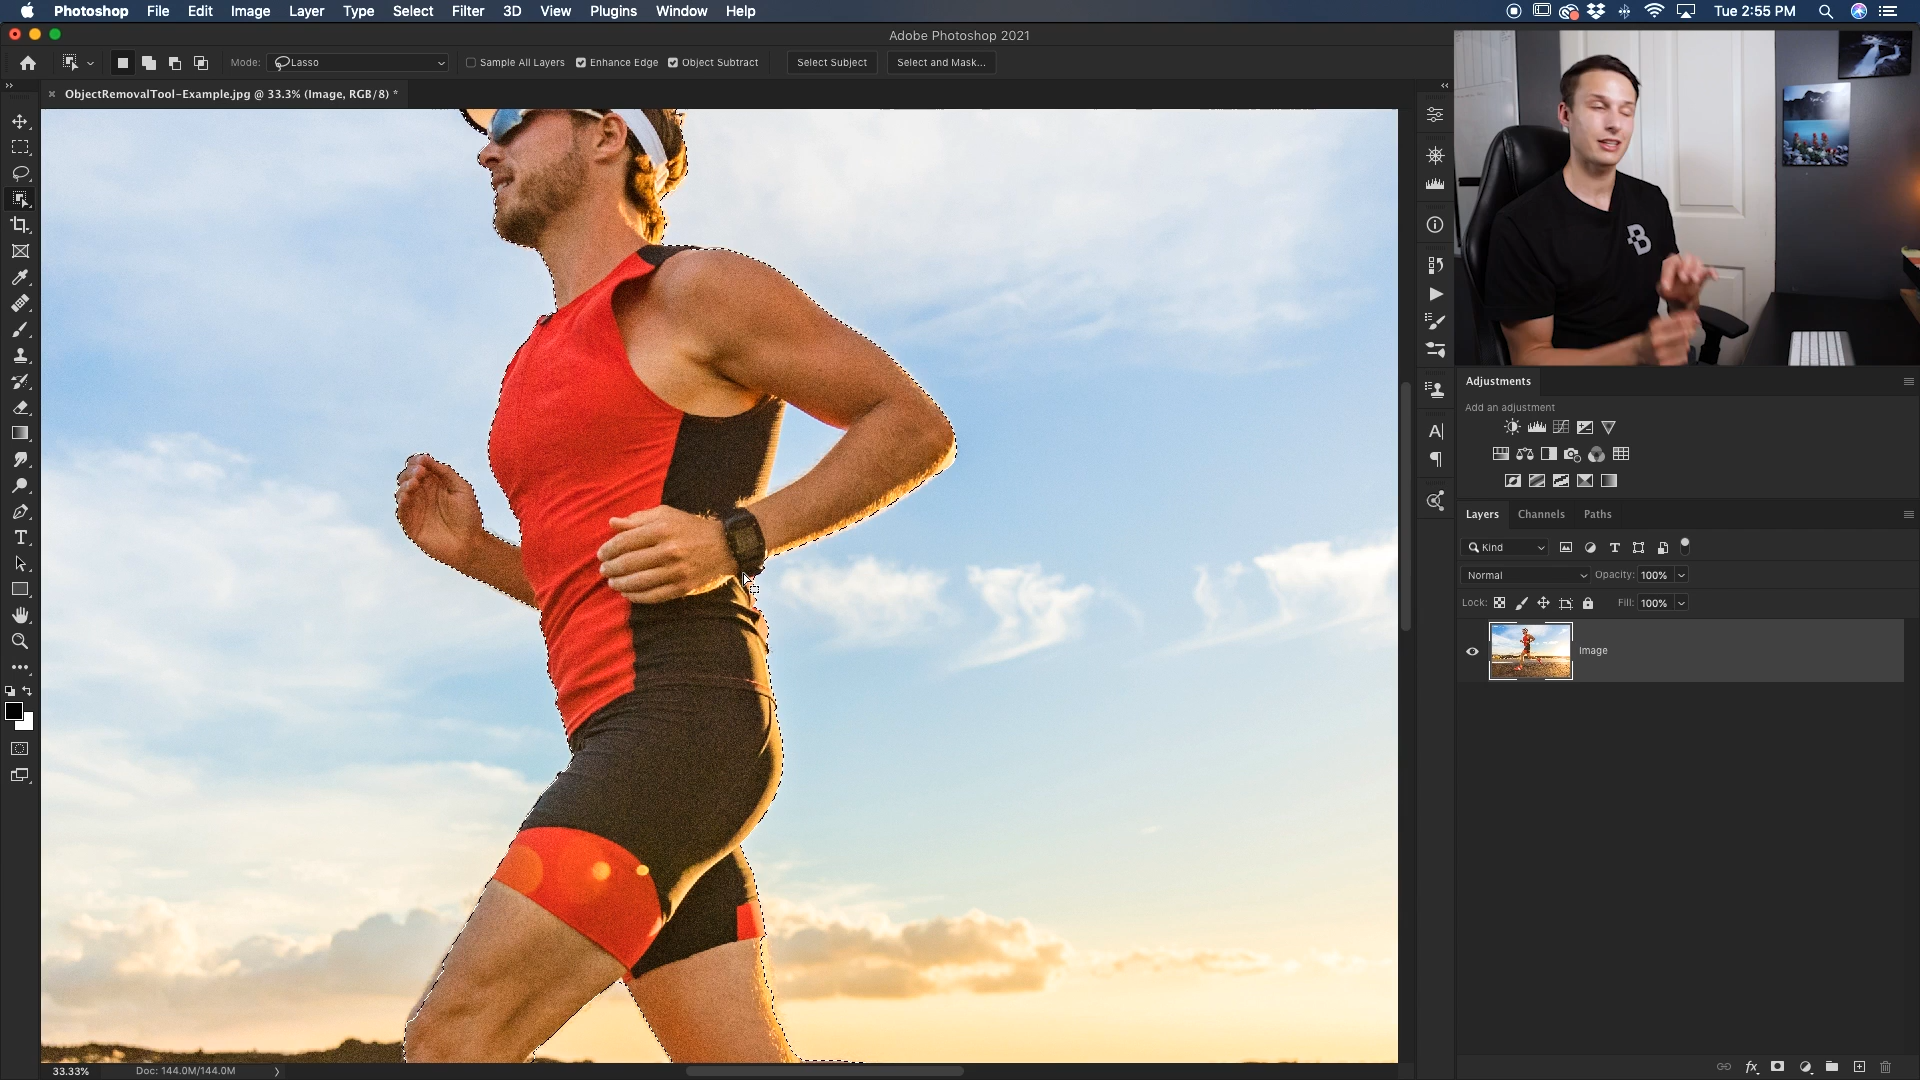 Photoshop File Edit Image Layer Type Select Filter 3D View Plugins Window Help Tue 2:55 PM
Adobe Photoshop 2021
Mode: Lasso Sample All Layers Enhance Edge Object Subtract Select Subject Select and Mask...
ObjectRemovalTool-Example.jpg @ 33.3% (Image, RGB/8) *
B
Adjustments
Add an adjustment
Layers Channels Paths
Kind
Normal Opacity: 100%
Lock: Fill: 100%
Image
33.33% Doc: 144.0M/144.0M
fx